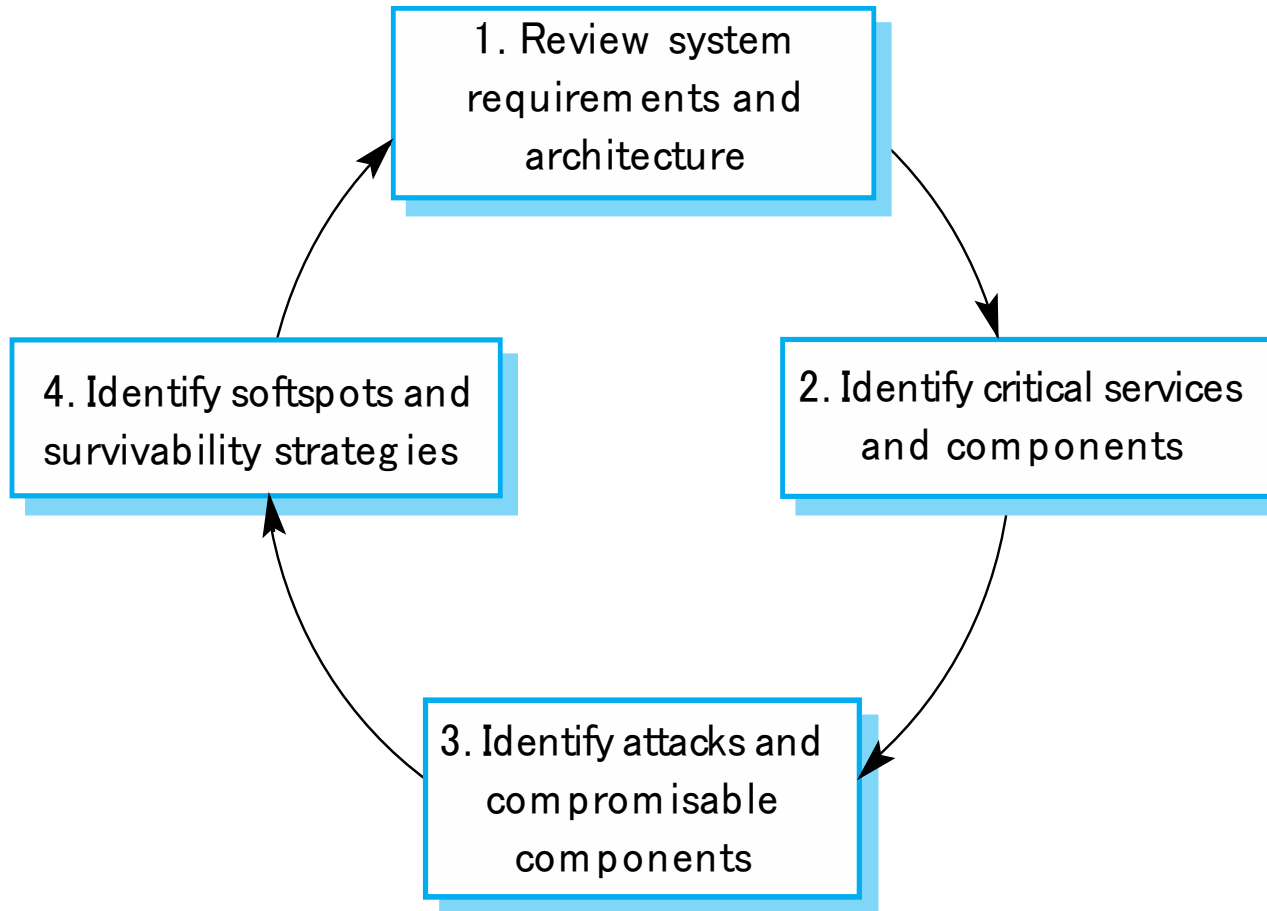 1. Review system
requirements and
architecture
2. Identify critical services
and components
3. Identify attacks and
compromisable
components
4. Identify softspots and
survivability strategies